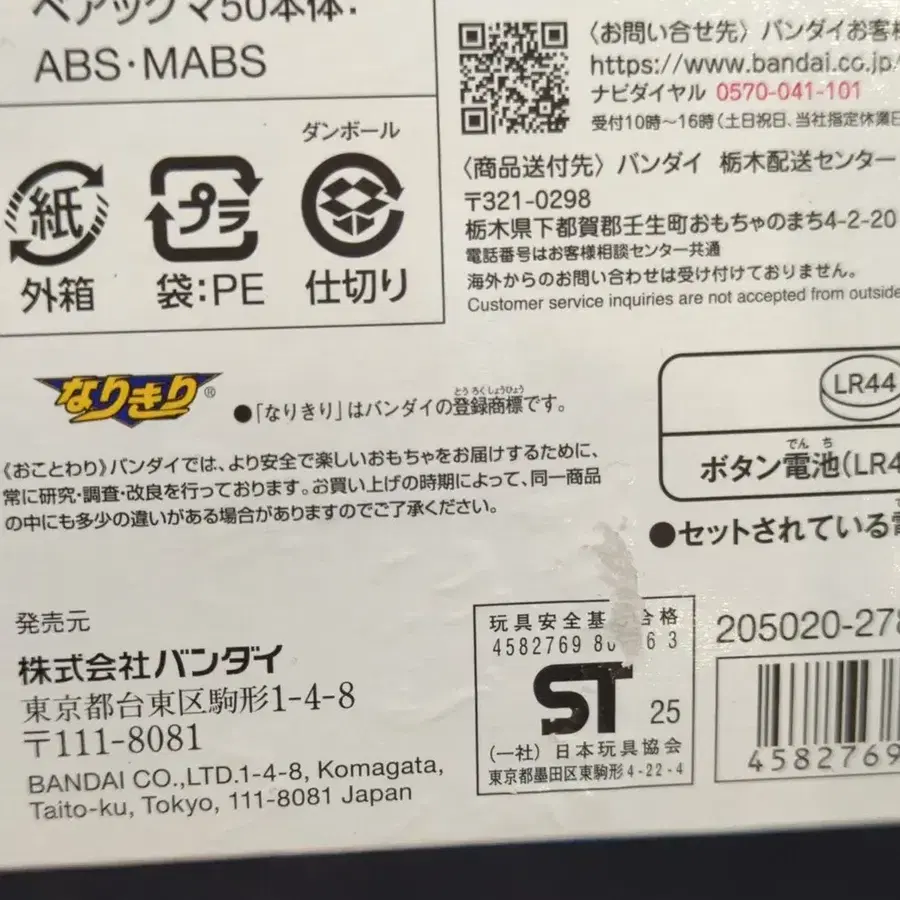 ベアックマ50本体:
ABS・MABS
ダンボール
紙
プラ
外箱
袋:PE
仕切り
〈お問い合せ先〉バンダイお客様
https://www.bandai.co.jp/
ナビダイヤル 0570-041-101
受付10時～16時(土日祝日、当社指定休業日
〈商品送付先〉バンダイ 栃木配送センター
〒321-0298
栃木県下都賀郡壬生町おもちゃのまち4-2-20
電話番号はお客様相談センター共通
海外からのお問い合わせは受け付けておりません。
Customer service inquiries are not accepted from outside
なりきり®
とうろくしょうひょう
●「なりきり」はバンダイの登録商標です。
《おことわり》バンダイでは、より安全で楽しいおもちゃをお届けするために、
常に研究・調査・改良を行っております。お買い上げの時期によって、同一商品
の中にも多少の違いがある場合がありますのでご了承ください。
LR44
でんち
ボタン電池(LR4
●セットされている
発売元
株式会社バンダイ
東京都台東区駒形1-4-8
〒111-8081
BANDAI CO.,LTD.1-4-8, Komagata,
Taito-ku, Tokyo, 111-8081 Japan
玩具安全基 合格
4582769 8 63
ST 25
(一社) 日本玩具協会
東京都墨田区東駒形4-22-4
205020-278
4582769